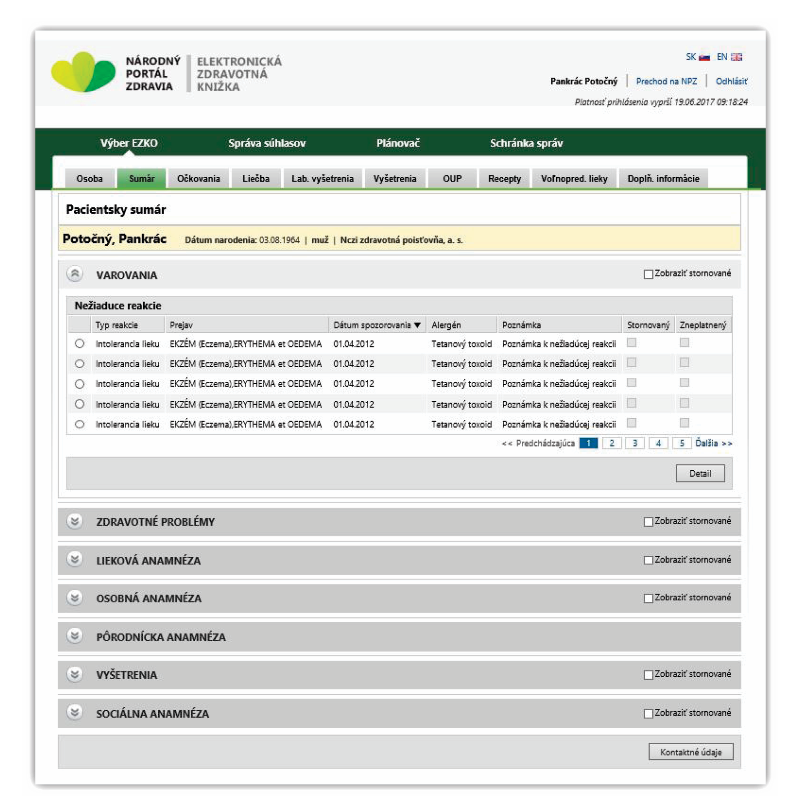 NÁRODNÝ PORTÁL ZDRAVIA
ELEKTRONICKÁ ZDRAVOTNÁ KNIŽKA
SK EN
Pankrác Potočný | Prechod na NPZ | Odhlásiť
Platnosť prihlásenia vyprší 19.06.2017 09:18:24
Výber EZKO Správa súhlasov Plánovač Schránka správ
Osoba Sumár Očkovania Liečba Lab. vyšetrenia Vyšetrenia OUP Recepty Voľnopred. lieky Doplň. informàcie
Pacientsky sumár
Potočný, Pankrác Dátum narodenia: 03.08.1964 | muž | Nczi zdravotná poisťovňa, a. s.
VAROVANIA Zobraziť stornované
Nežiaduce reakcie
Typ reakcie Prejav Dátum spozorovania ▼ Alergén Poznámka Stornovaný Zneplatnený
Intolerancia lieku EKZÉM (Eczema),ERYTHEMA et OEDEMA 01.04.2012 Tetanový toxoid Poznámka k nežiadúcej reakcii
Intolerancia lieku EKZÉM (Eczema),ERYTHEMA et OEDEMA 01.04.2012 Tetanový toxoid Poznámka k nežiadúcej reakcii
Intolerancia lieku EKZÉM (Eczema),ERYTHEMA et OEDEMA 01.04.2012 Tetanový toxoid Poznámka k nežiadúcej reakcii
Intolerancia lieku EKZÉM (Eczema),ERYTHEMA et OEDEMA 01.04.2012 Tetanový toxoid Poznámka k nežiadúcej reakcii
Intolerancia lieku EKZÉM (Eczema),ERYTHEMA et OEDEMA 01.04.2012 Tetanový toxoid Poznámka k nežiadúcej reakcii
<< Predchádzajúca 1 2 3 4 5 Ďalšia >>
Detail
ZDRAVOTNÉ PROBLÉMY Zobraziť stornované
LIEKOVÁ ANAMNÉZA Zobraziť stornované
OSOBNÁ ANAMNÉZA Zobraziť stornované
PÔRODNÍCKA ANAMNÉZA
VYŠETRENIA Zobraziť stornované
SOCIÁLNA ANAMNÉZA Zobraziť stornované
Kontaktné údaje